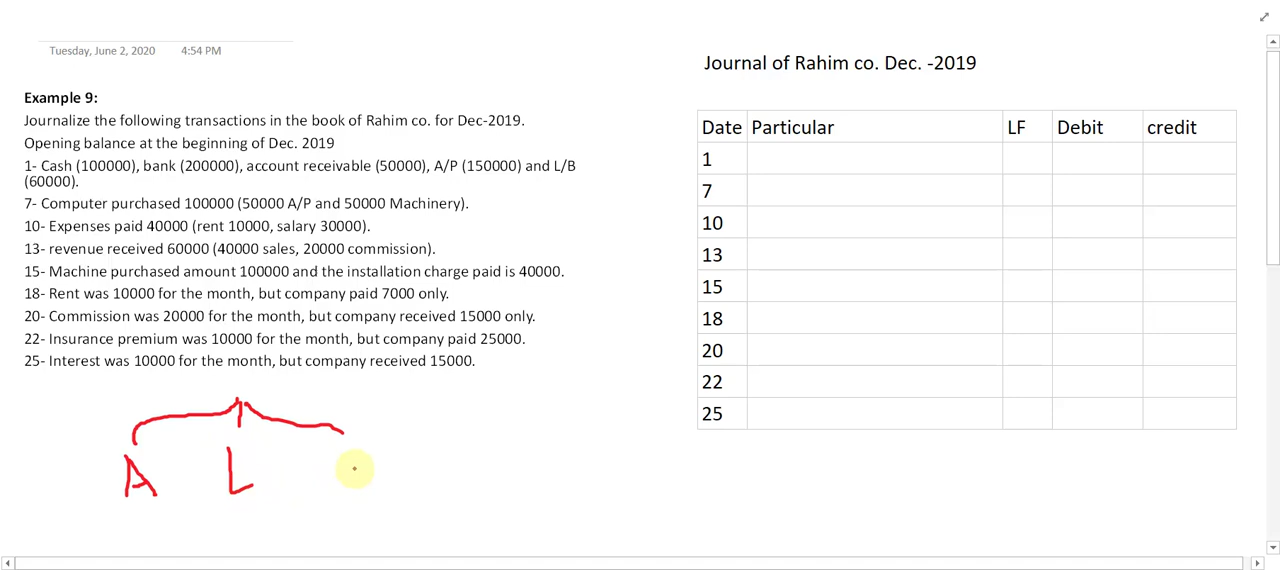 Tuesday, June 2, 2020 4:54 PM
Example 9:
Journalize the following transactions in the book of Rahim co. for Dec-2019.
Opening balance at the beginning of Dec. 2019
1- Cash (100000), bank (200000), account receivable (50000), A/P (150000) and L/B
(60000).
7- Computer purchased 100000 (50000 A/P and 50000 Machinery).
10- Expenses paid 40000 (rent 10000, salary 30000).
13- revenue received 60000 (40000 sales, 20000 commission).
15- Machine purchased amount 100000 and the installation charge paid is 40000.
18- Rent was 10000 for the month, but company paid 7000 only.
20- Commission was 20000 for the month, but company received 15000 only.
22- Insurance premium was 10000 for the month, but company paid 25000.
25- Interest was 10000 for the month, but company received 15000.
A L
Journal of Rahim co. Dec. -2019
Date Particular LF Debit credit
1
7
10
13
15
18
20
22
25